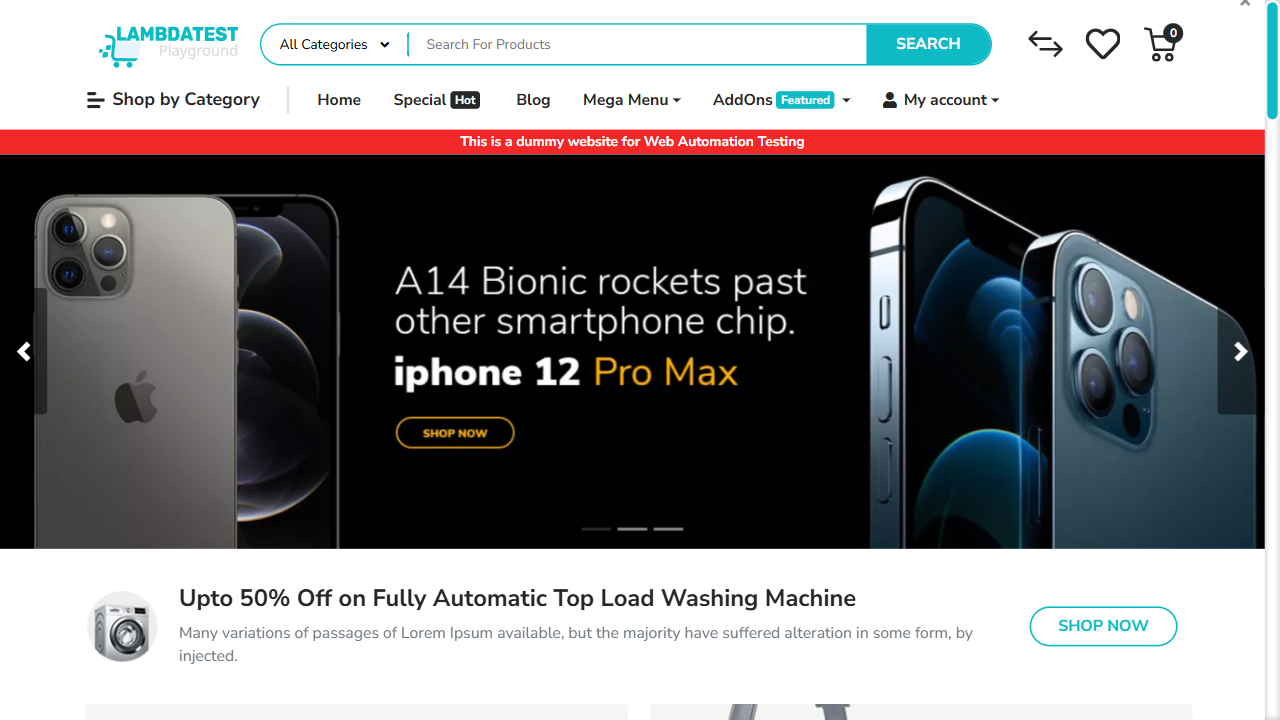 LAMBDATEST
Playground
All Categories
Search For Products
SEARCH
0
Shop by Category
Home
Special Hot
Blog
Mega Menu
AddOns Featured
My account
This is a dummy website for Web Automation Testing
A14 Bionic rockets past
other smartphone chip.
iphone 12 Pro Max
SHOP NOW
Upto 50% Off on Fully Automatic Top Load Washing Machine
Many variations of passages of Lorem Ipsum available, but the majority have suffered alteration in some form, by
injected.
SHOP NOW